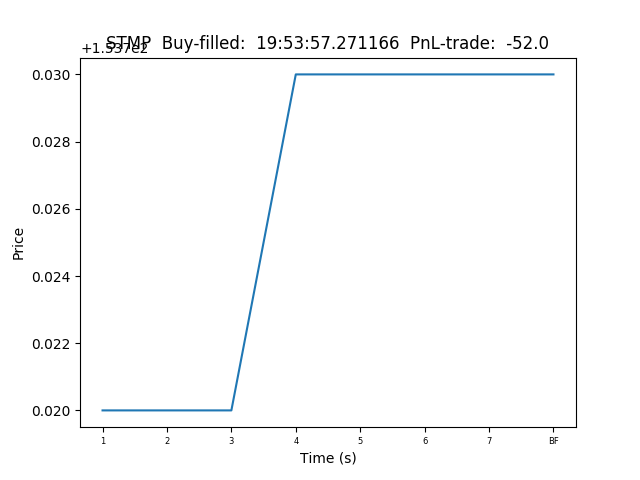 STMP  Buy-filled:  19:53:57.271166  PnL-trade:  -52.0
+1.537e2
0.030
0.028
0.026
0.024
0.022
0.020
Price
1 2 3 4 5 6 7 BF
Time (s)